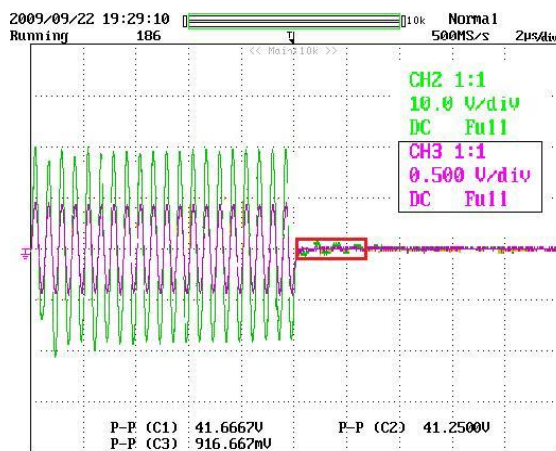 2009/09/22 19:29:10 10k Normal
Running 186 T 500MS/s 2μs/div
<< Main:10k >>
CH2 1:1
10.0 V/div
DC Full
CH3 1:1
0.500 V/div
DC Full
P-P (C1) 41.6667V P-P (C2) 41.2500V
P-P (C3) 916.667mV